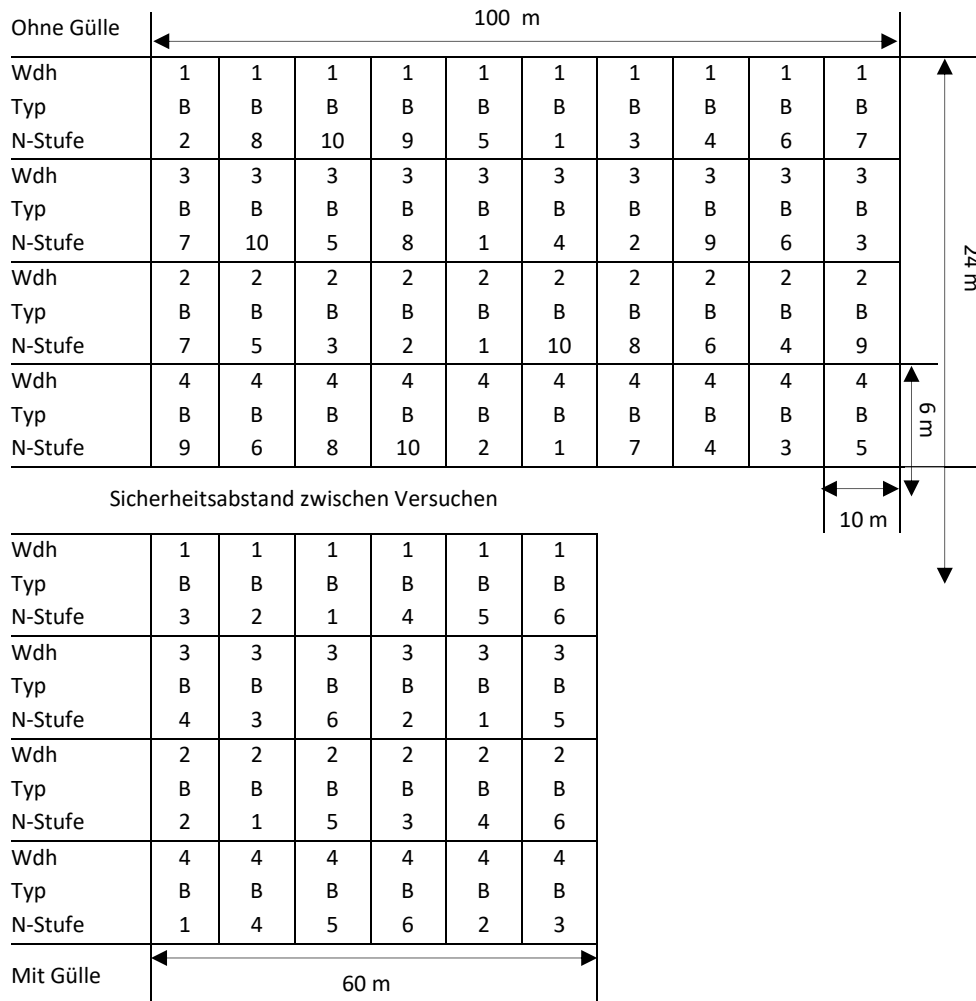 Ohne Gülle 100 m
Wdh 1 1 1 1 1 1 1 1 1 1
Typ B B B B B B B B B B
N-Stufe 2 8 10 9 5 1 3 4 6 7
Wdh 3 3 3 3 3 3 3 3 3 3
Typ B B B B B B B B B B
N-Stufe 7 10 5 8 1 4 2 9 6 3
24 m
Wdh 2 2 2 2 2 2 2 2 2 2
Typ B B B B B B B B B B
N-Stufe 7 5 3 2 1 10 8 6 4 9
Wdh 4 4 4 4 4 4 4 4 4 4
Typ B B B B B B B B B B
6 m
N-Stufe 9 6 8 10 2 1 7 4 3 5
Sicherheitsabstand zwischen Versuchen
10 m
Wdh 1 1 1 1 1 1
Typ B B B B B B
N-Stufe 3 2 1 4 5 6
Wdh 3 3 3 3 3 3
Typ B B B B B B
N-Stufe 4 3 6 2 1 5
Wdh 2 2 2 2 2 2
Typ B B B B B B
N-Stufe 2 1 5 3 4 6
Wdh 4 4 4 4 4 4
Typ B B B B B B
N-Stufe 1 4 5 6 2 3
Mit Gülle 60 m